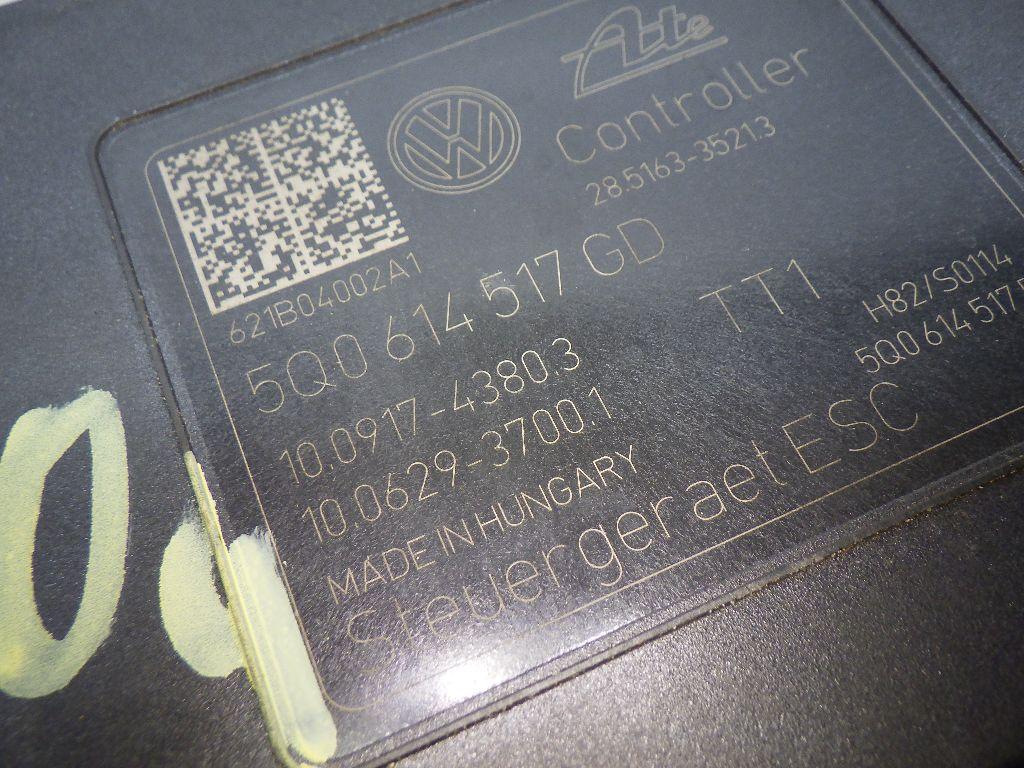 Ate
Controller
28.5163-3521.3
621B04002A1
5Q0 614 517 GD
TT1
H82/S0114
10.0917-4380.3
5Q0 614 517
10.0629-3700.1
MADE IN HUNGARY
Steuergeraet ESC